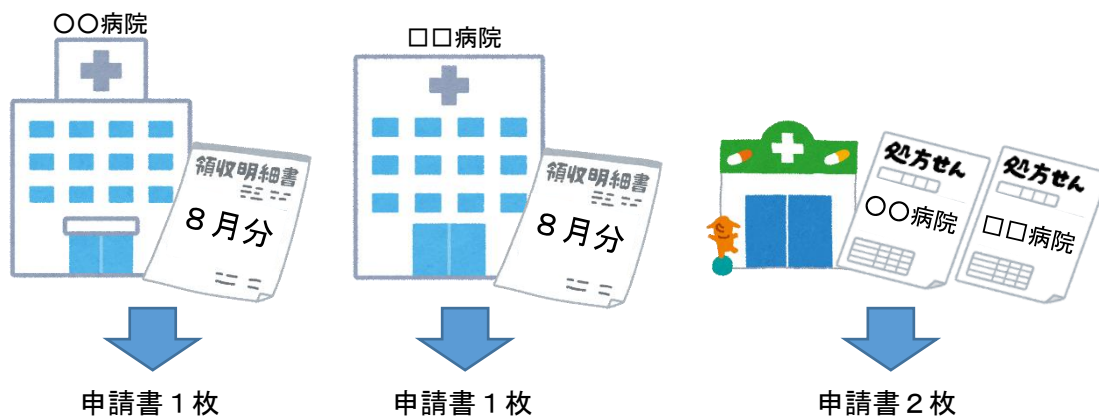 〇〇病院
□□病院
領収明細書
８月分
領収明細書
８月分
処方せん
〇〇病院
処方せん
□□病院
申請書１枚
申請書１枚
申請書２枚